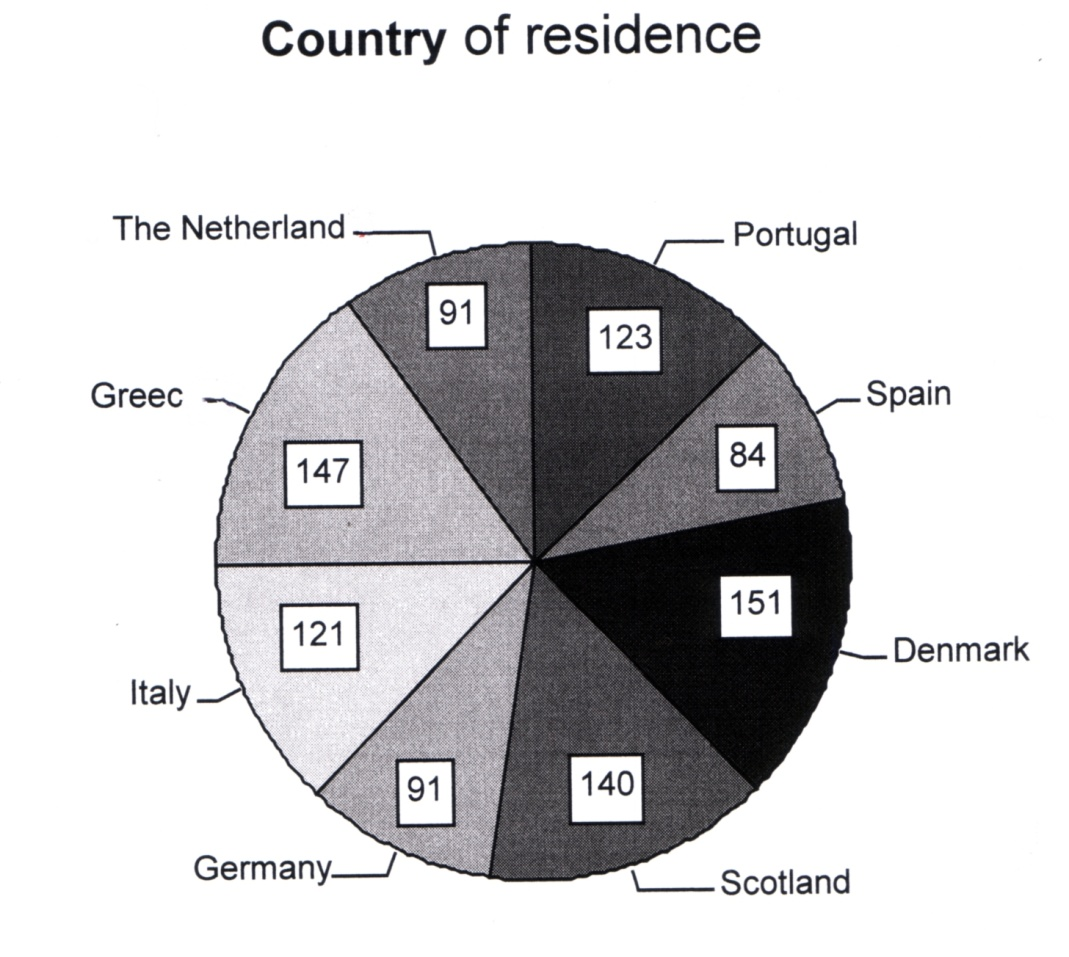 Country of residence
The Netherland
Portugal
91
123
Greec
Spain
84
147
151
121
Denmark
Italy
91
140
Germany
Scotland